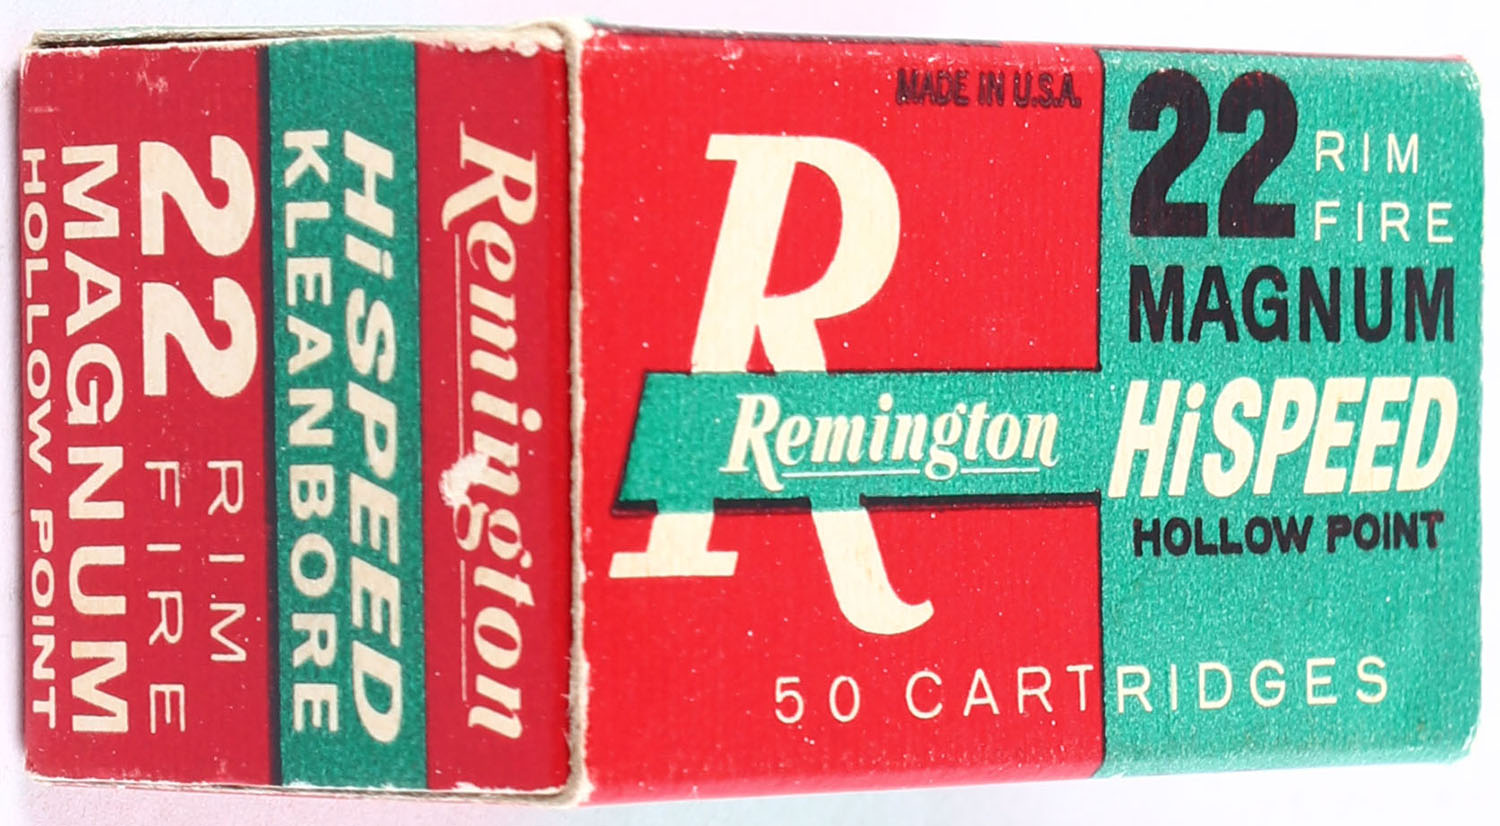 Remington
HiSPEED
KLEANBORE
22 RIM
FIRE
MAGNUM
HOLLOW POINT
MADE IN U.S.A.
R
Remington
22 RIM
FIRE
MAGNUM
HiSPEED
HOLLOW POINT
50 CARTRIDGES